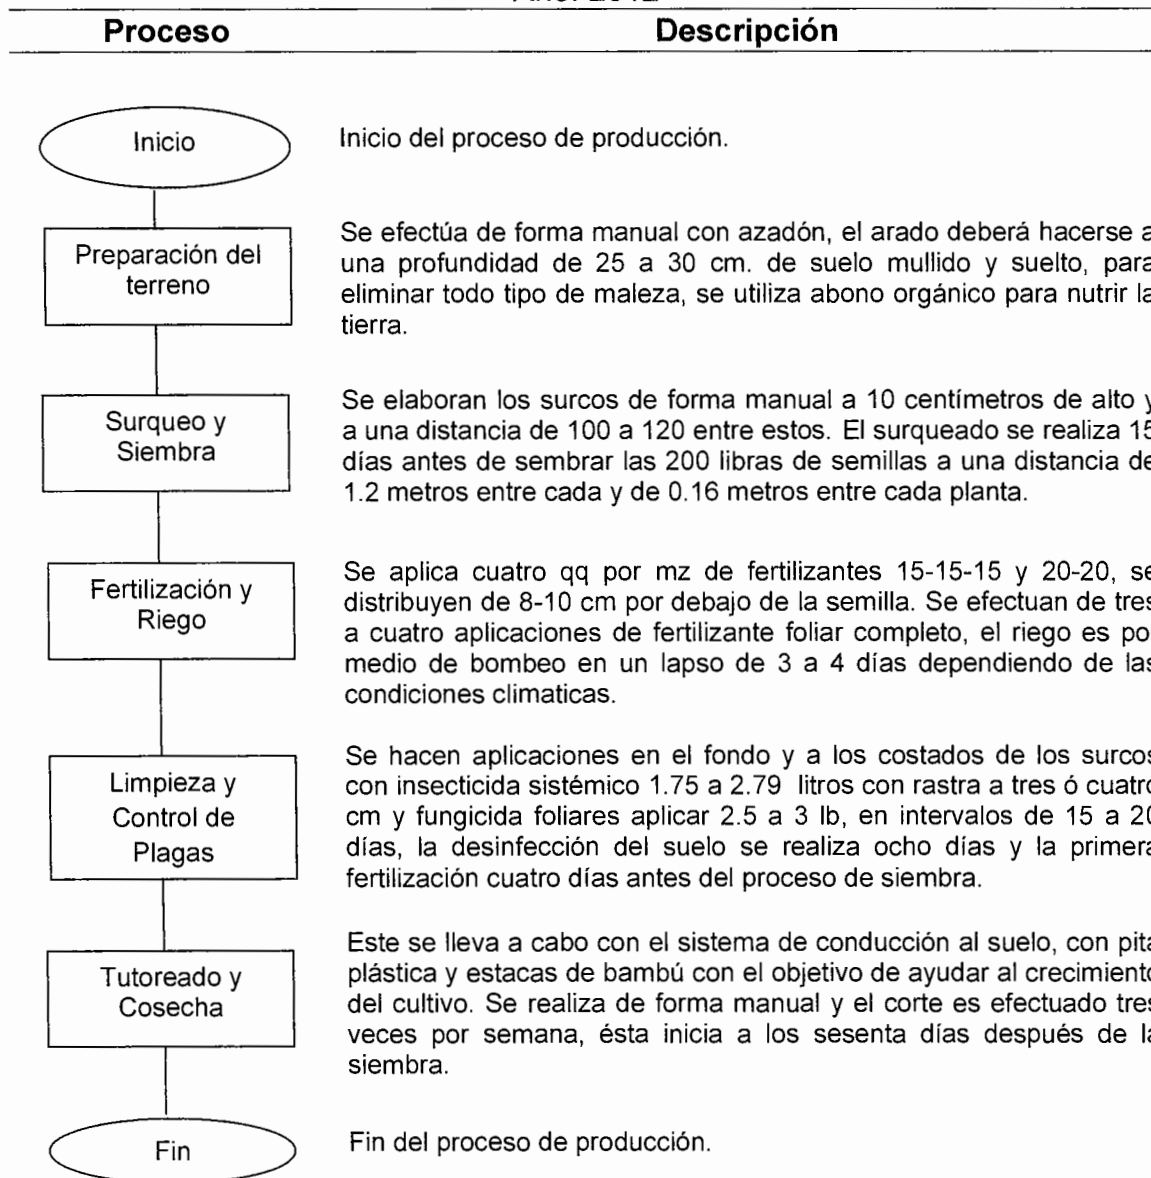 Proceso Descripción
Inicio
Inicio del proceso de producción.
Preparación del
terreno
Se efectúa de forma manual con azadón, el arado deberá hacerse a
una profundidad de 25 a 30 cm. de suelo mullido y suelto, para
eliminar todo tipo de maleza, se utiliza abono orgánico para nutrir la
tierra.
Surqueo y
Siembra
Se elaboran los surcos de forma manual a 10 centímetros de alto y
a una distancia de 100 a 120 entre estos. El surqueado se realiza 15
días antes de sembrar las 200 libras de semillas a una distancia de
1.2 metros entre cada y de 0.16 metros entre cada planta.
Fertilización y
Riego
Se aplica cuatro qq por mz de fertilizantes 15-15-15 y 20-20, se
distribuyen de 8-10 cm por debajo de la semilla. Se efectuan de tres
a cuatro aplicaciones de fertilizante foliar completo, el riego es por
medio de bombeo en un lapso de 3 a 4 días dependiendo de las
condiciones climaticas.
Limpieza y
Control de
Plagas
Se hacen aplicaciones en el fondo y a los costados de los surcos
con insecticida sistémico 1.75 a 2.79 litros con rastra a tres ó cuatro
cm y fungicida foliares aplicar 2.5 a 3 lb, en intervalos de 15 a 20
días, la desinfección del suelo se realiza ocho días y la primera
fertilización cuatro días antes del proceso de siembra.
Tutoreado y
Cosecha
Este se lleva a cabo con el sistema de conducción al suelo, con pita
plástica y estacas de bambú con el objetivo de ayudar al crecimiento
del cultivo. Se realiza de forma manual y el corte es efectuado tres
veces por semana, ésta inicia a los sesenta días después de la
siembra.
Fin
Fin del proceso de producción.